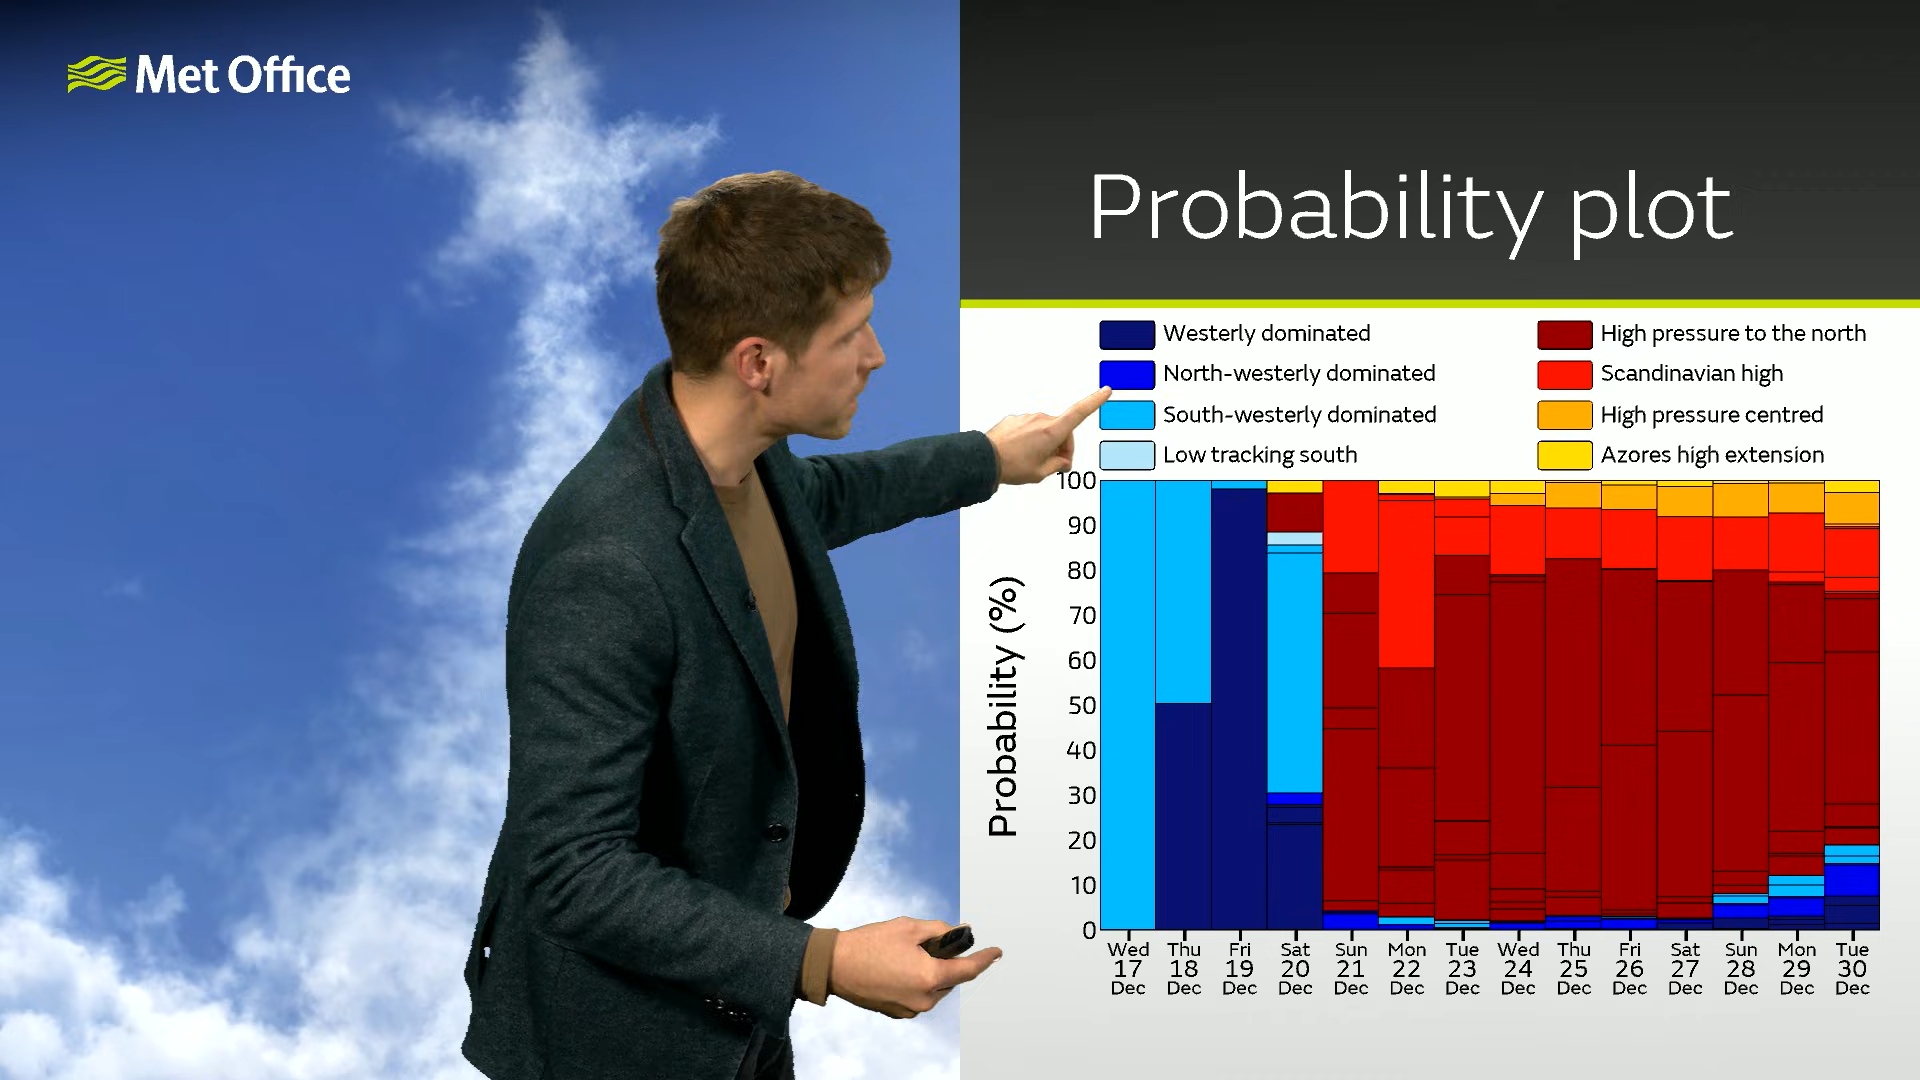 Met Office
Probability plot
Westerly dominated
North-westerly dominated
South-westerly dominated
Low tracking south
High pressure to the north
Scandinavian high
High pressure centred
Azores high extension
Probability (%)
100
90
80
70
60
50
40
30
20
10
0
Wed 17 Dec
Thu 18 Dec
Fri 19 Dec
Sat 20 Dec
Sun 21 Dec
Mon 22 Dec
Tue 23 Dec
Wed 24 Dec
Thu 25 Dec
Fri 26 Dec
Sat 27 Dec
Sun 28 Dec
Mon 29 Dec
Tue 30 Dec